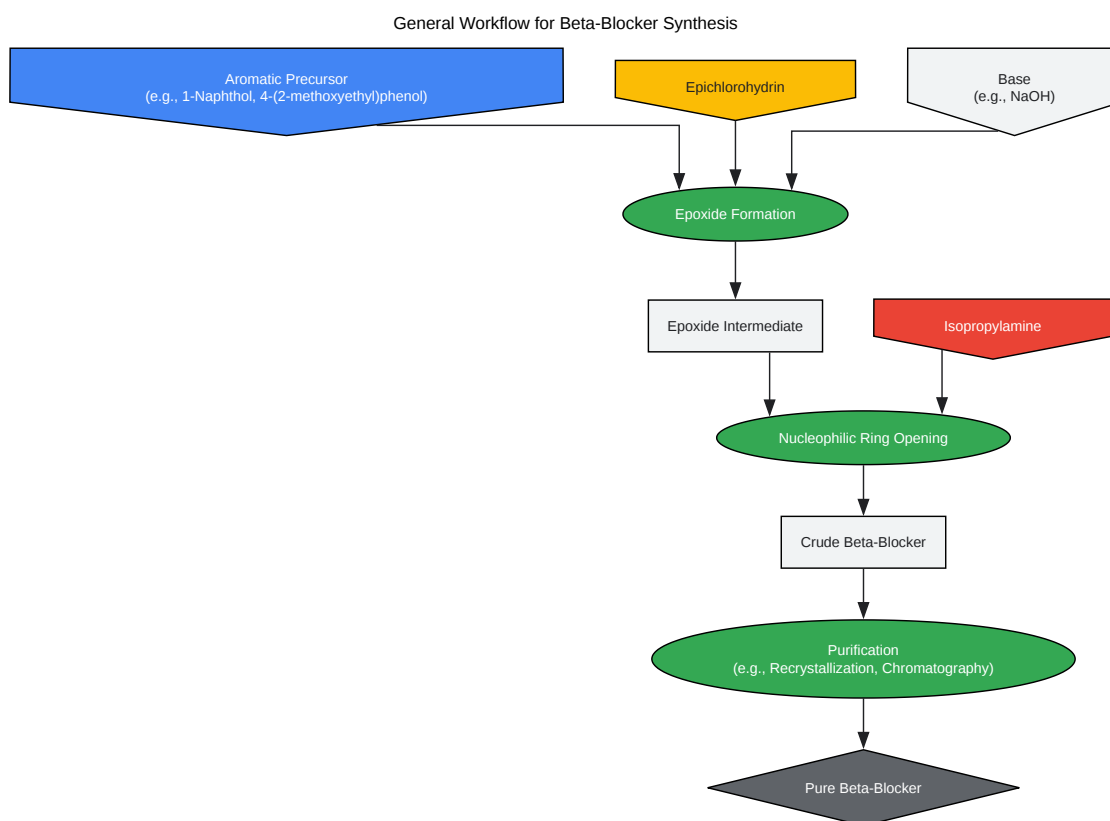 General Workflow for Beta-Blocker Synthesis
Aromatic Precursor
(e.g., 1-Naphthol, 4-(2-methoxyethyl)phenol)
Epichlorohydrin
Base
(e.g., NaOH)
Epoxide Formation
Epoxide Intermediate
Isopropylamine
Nucleophilic Ring Opening
Crude Beta-Blocker
Purification
(e.g., Recrystallization, Chromatography)
Pure Beta-Blocker